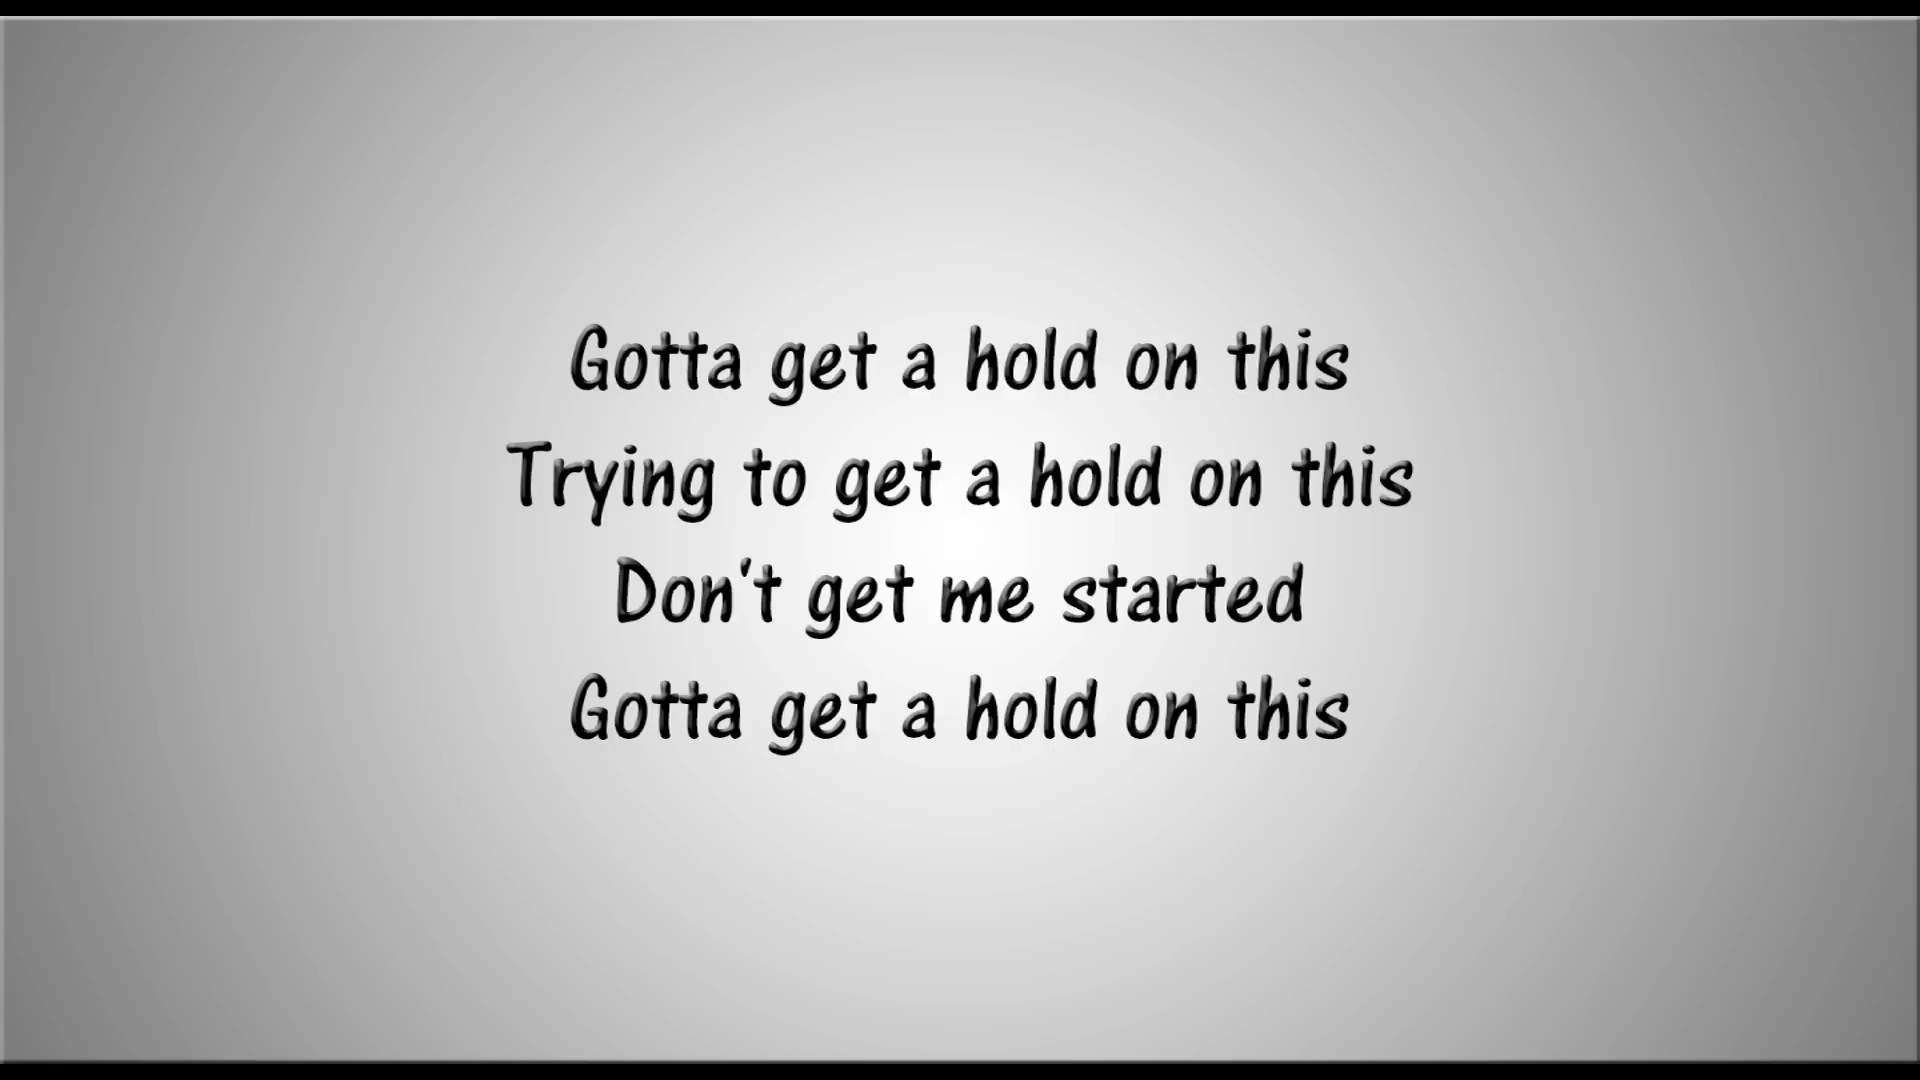 Gotta get a hold on this
Trying to get a hold on this
Don't get me started
Gotta get a hold on this